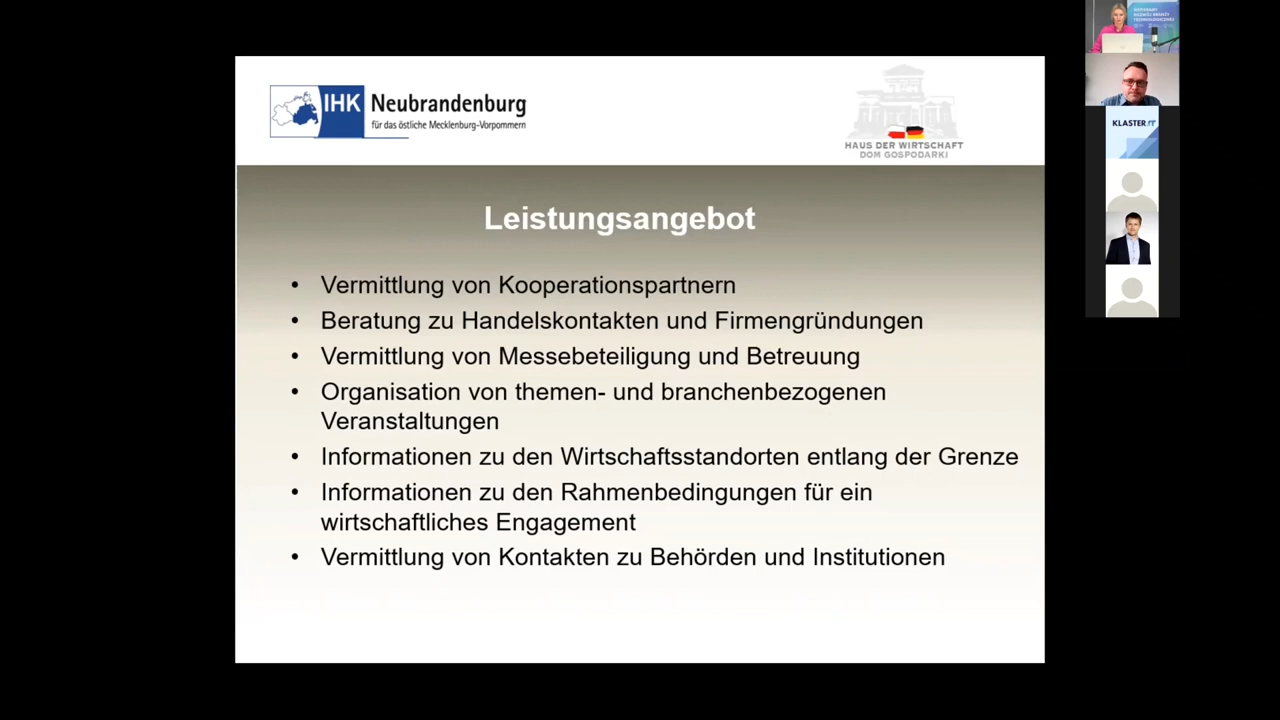 IHK
Neubrandenburg
für das östliche Mecklenburg-Vorpommern
HAUS DER WIRTSCHAFT
DOM GOSPODARKI
Leistungsangebot
• Vermittlung von Kooperationspartnern
• Beratung zu Handelskontakten und Firmengründungen
• Vermittlung von Messebeteiligung und Betreuung
• Organisation von themen- und branchenbezogenen
Veranstaltungen
• Informationen zu den Wirtschaftsstandorten entlang der Grenze
• Informationen zu den Rahmenbedingungen für ein
wirtschaftliches Engagement
• Vermittlung von Kontakten zu Behörden und Institutionen
KLASTER.IT